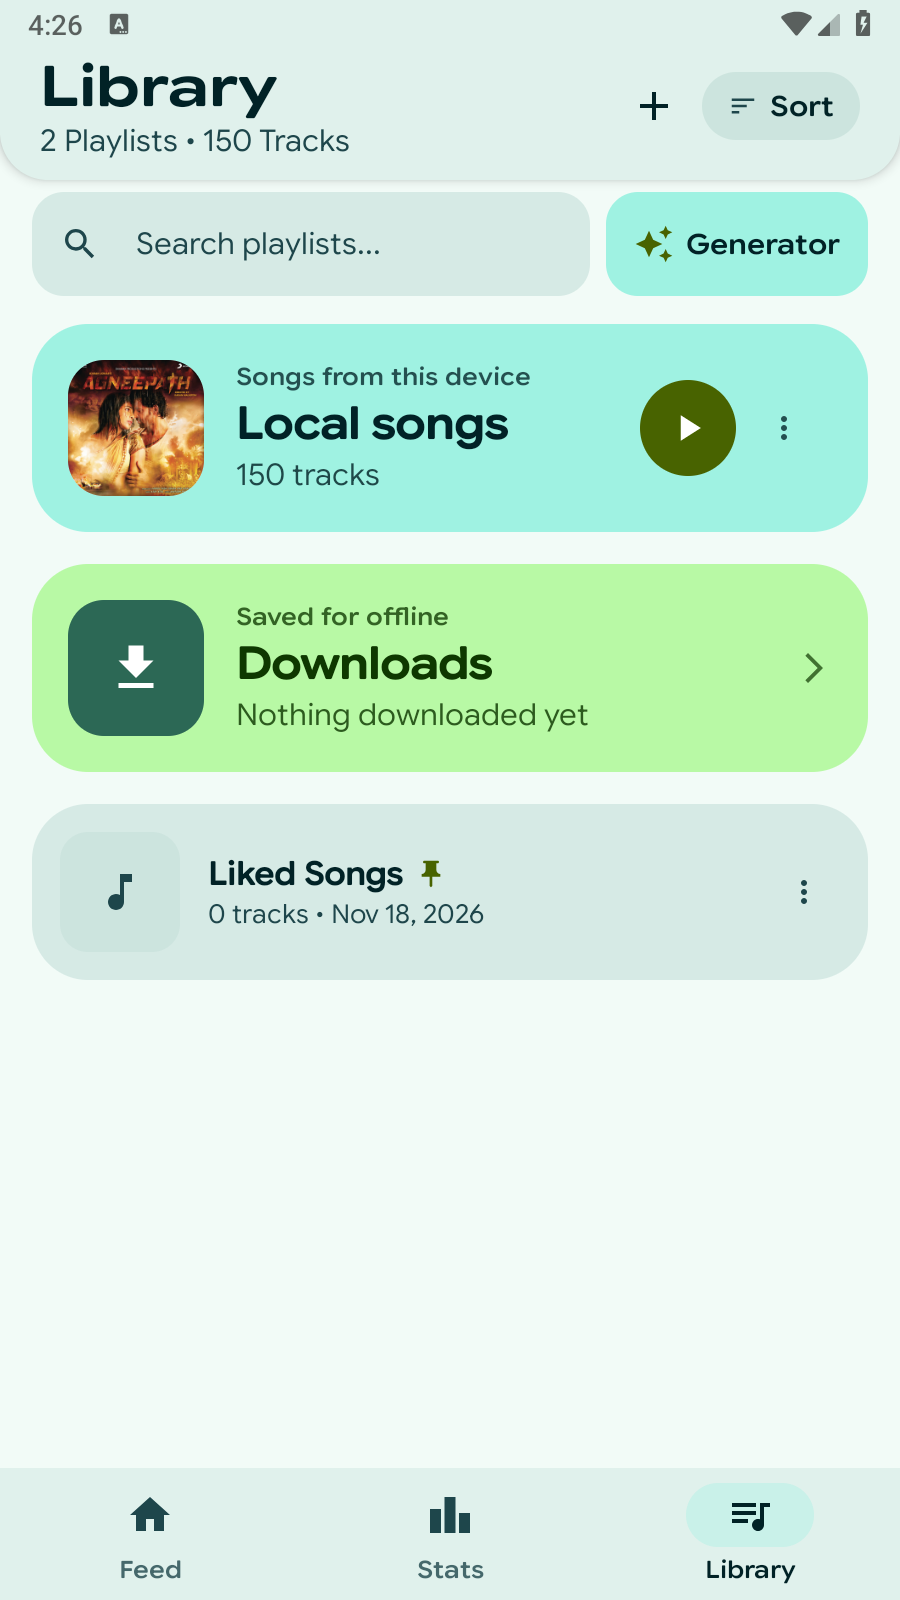 4:26
Library
2 Playlists • 150 Tracks
Sort
Search playlists...
Generator
AGNEEPATH
Songs from this device
Local songs
150 tracks
Saved for offline
Downloads
Nothing downloaded yet
Liked Songs
0 tracks • Nov 18, 2026
Feed
Stats
Library